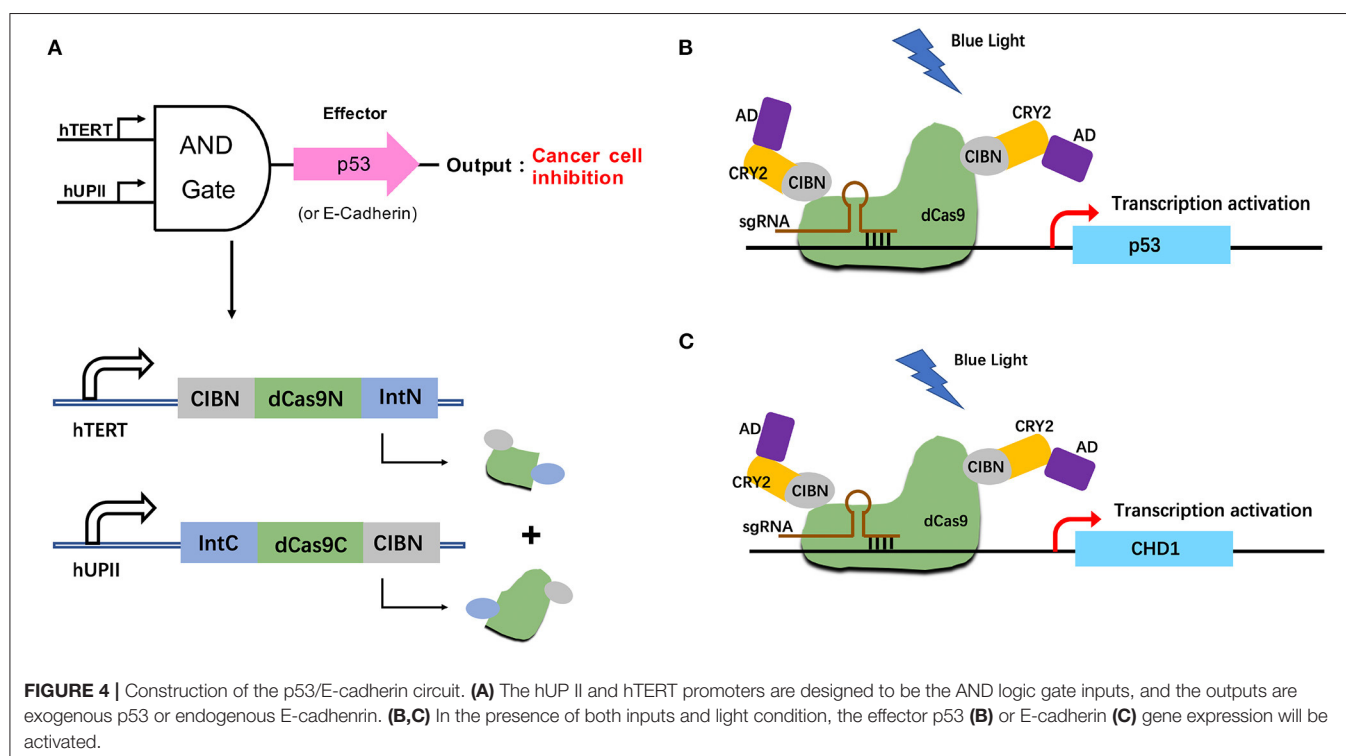 A
hTERT
hUPII
AND
Gate
Effector
p53
(or E-Cadherin)
Output : Cancer cell
inhibition
hTERT
CIBN dCas9N IntN
hUPII
IntC dCas9C CIBN
+
B
Blue Light
AD
CRY2
CIBN
CIBN
CRY2
AD
sgRNA
dCas9
Transcription activation
p53
C
Blue Light
AD
CRY2
CIBN
CIBN
CRY2
AD
sgRNA
dCas9
Transcription activation
CHD1
FIGURE 4 | Construction of the p53/E-cadherin circuit. (A) The hUP II and hTERT promoters are designed to be the AND logic gate inputs, and the outputs are
exogenous p53 or endogenous E-cadhenrin. (B,C) In the presence of both inputs and light condition, the effector p53 (B) or E-cadherin (C) gene expression will be
activated.